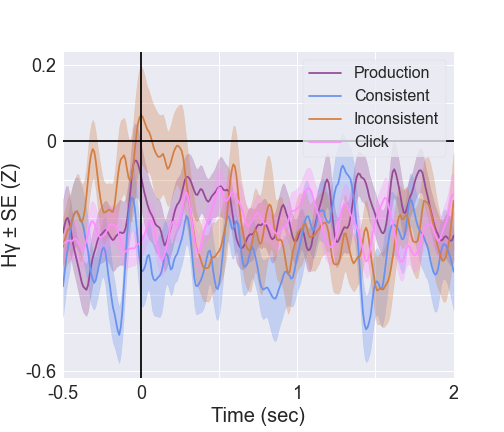 Hγ ± SE (Z)
0.2
0
-0.6
Production
Consistent
Inconsistent
Click
-0.5
0
1
2
Time (sec)